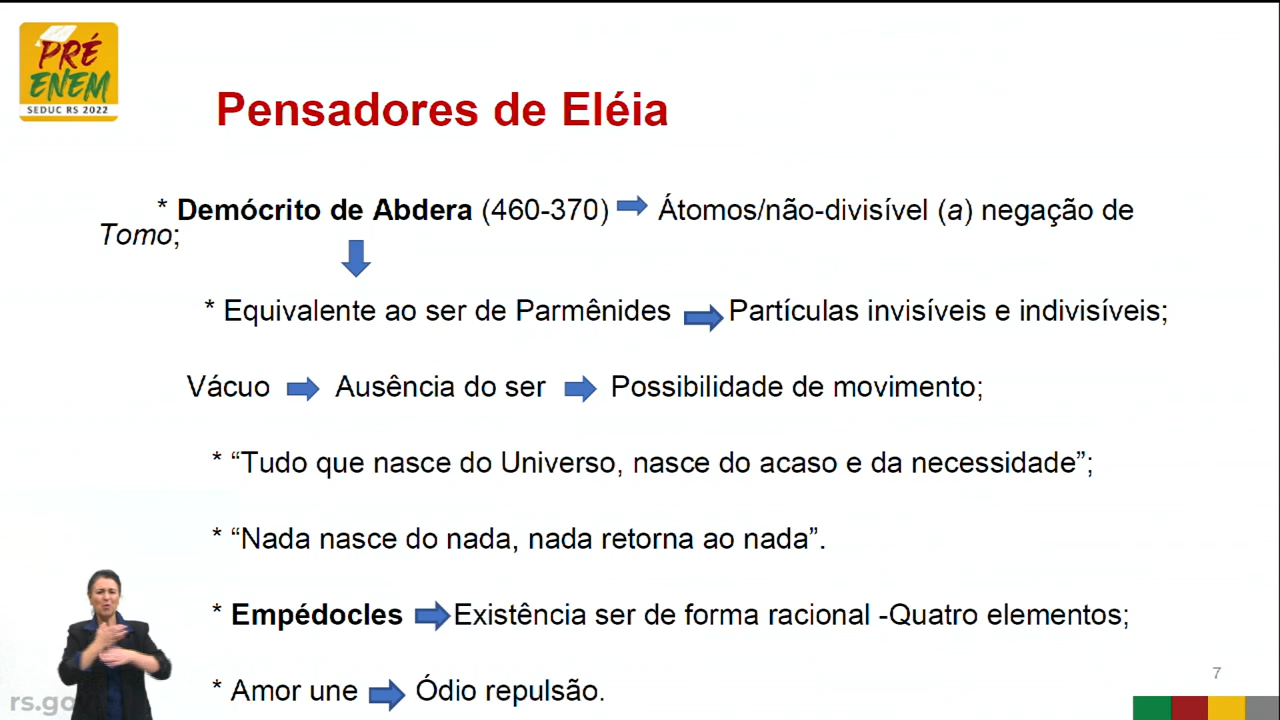 PRÉ
ENEM
SEDUC RS 2022
Pensadores de Eléia
* Demócrito de Abdera (460-370) Átomos/não-divisível (a) negação de
Tomo;
* Equivalente ao ser de Parmênides Partículas invisíveis e indivisíveis;
Vácuo Ausência do ser Possibilidade de movimento;
* “Tudo que nasce do Universo, nasce do acaso e da necessidade”;
* “Nada nasce do nada, nada retorna ao nada”.
* Empédocles Existência ser de forma racional -Quatro elementos;
* Amor une Ódio repulsão.
7
rs.go